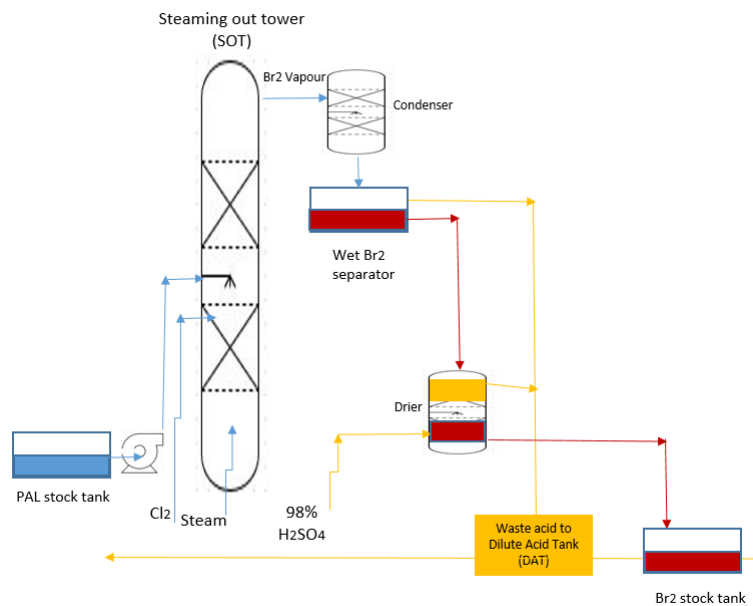 Steaming out tower
(SOT)
Br2 Vapour
Condenser
Wet Br2
separator
Drier
PAL stock tank
Cl2
Steam
98%
H2SO4
Waste acid to
Dilute Acid Tank
(DAT)
Br2 stock tank